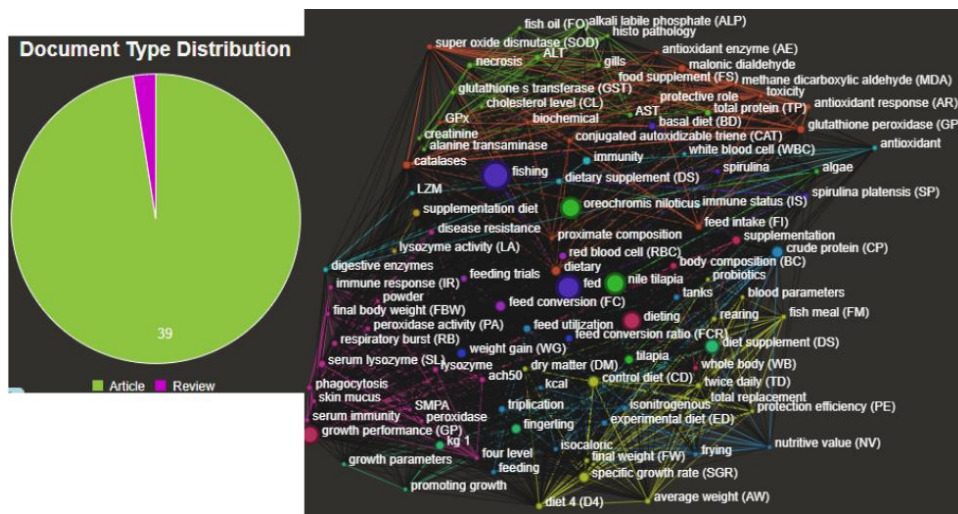 Document Type Distribution
39
Article
Review
fish oil (FO)
alkali labile phosphate (ALP)
histo pathology
super oxide dismutase (SOD)
ALT
antioxidant enzyme (AE)
necrosis
gills
malonic dialdehyde
food supplement (FS)
methane dicarboxylic aldehyde (MDA)
glutathione s transferase (GST)
toxicity
cholesterol level (CL)
protective role
antioxidant response (AR)
AST
total protein (TP)
GPx
biochemical
basal diet (BD)
glutathione peroxidase (GP
creatinine
conjugated autoxidizable triene (CAT)
alanine transaminase
antioxidant
white blood cell (WBC)
catalases
immunity
fishing
spirulina
algae
dietary supplement (DS)
LZM
spirulina platensis (SP)
oreochromis niloticus
immune status (IS)
supplementation diet
feed intake (FI)
disease resistance
proximate composition
supplementation
lysozyme activity (LA)
red blood cell (RBC)
crude protein (CP)
body composition (BC)
digestive enzymes
dietary
feeding trials
probiotics
immune response (IR)
fed
nile tilapia
powder
tanks
blood parameters
final body weight (FBW)
feed conversion (FC)
rearing
fish meal (FM)
peroxidase activity (PA)
feed utilization
dieting
respiratory burst (RB)
feed conversion ratio (FCR)
diet supplement (DS)
weight gain (WG)
serum lysozyme (SL)
lysozyme
tilapia
dry matter (DM)
whole body (WB)
ach50
control diet (CD)
twice daily (TD)
phagocytosis
kcal
total replacement
skin mucus
SMPA
triplication
isonitrogenous
protection efficiency (PE)
serum immunity
peroxidase
experimental diet (ED)
growth performance (GP)
fingerling
kg 1
isocaloric
frying
nutritive value (NV)
four level
final weight (FW)
growth parameters
feeding
specific growth rate (SGR)
promoting growth
diet 4 (D4)
average weight (AW)